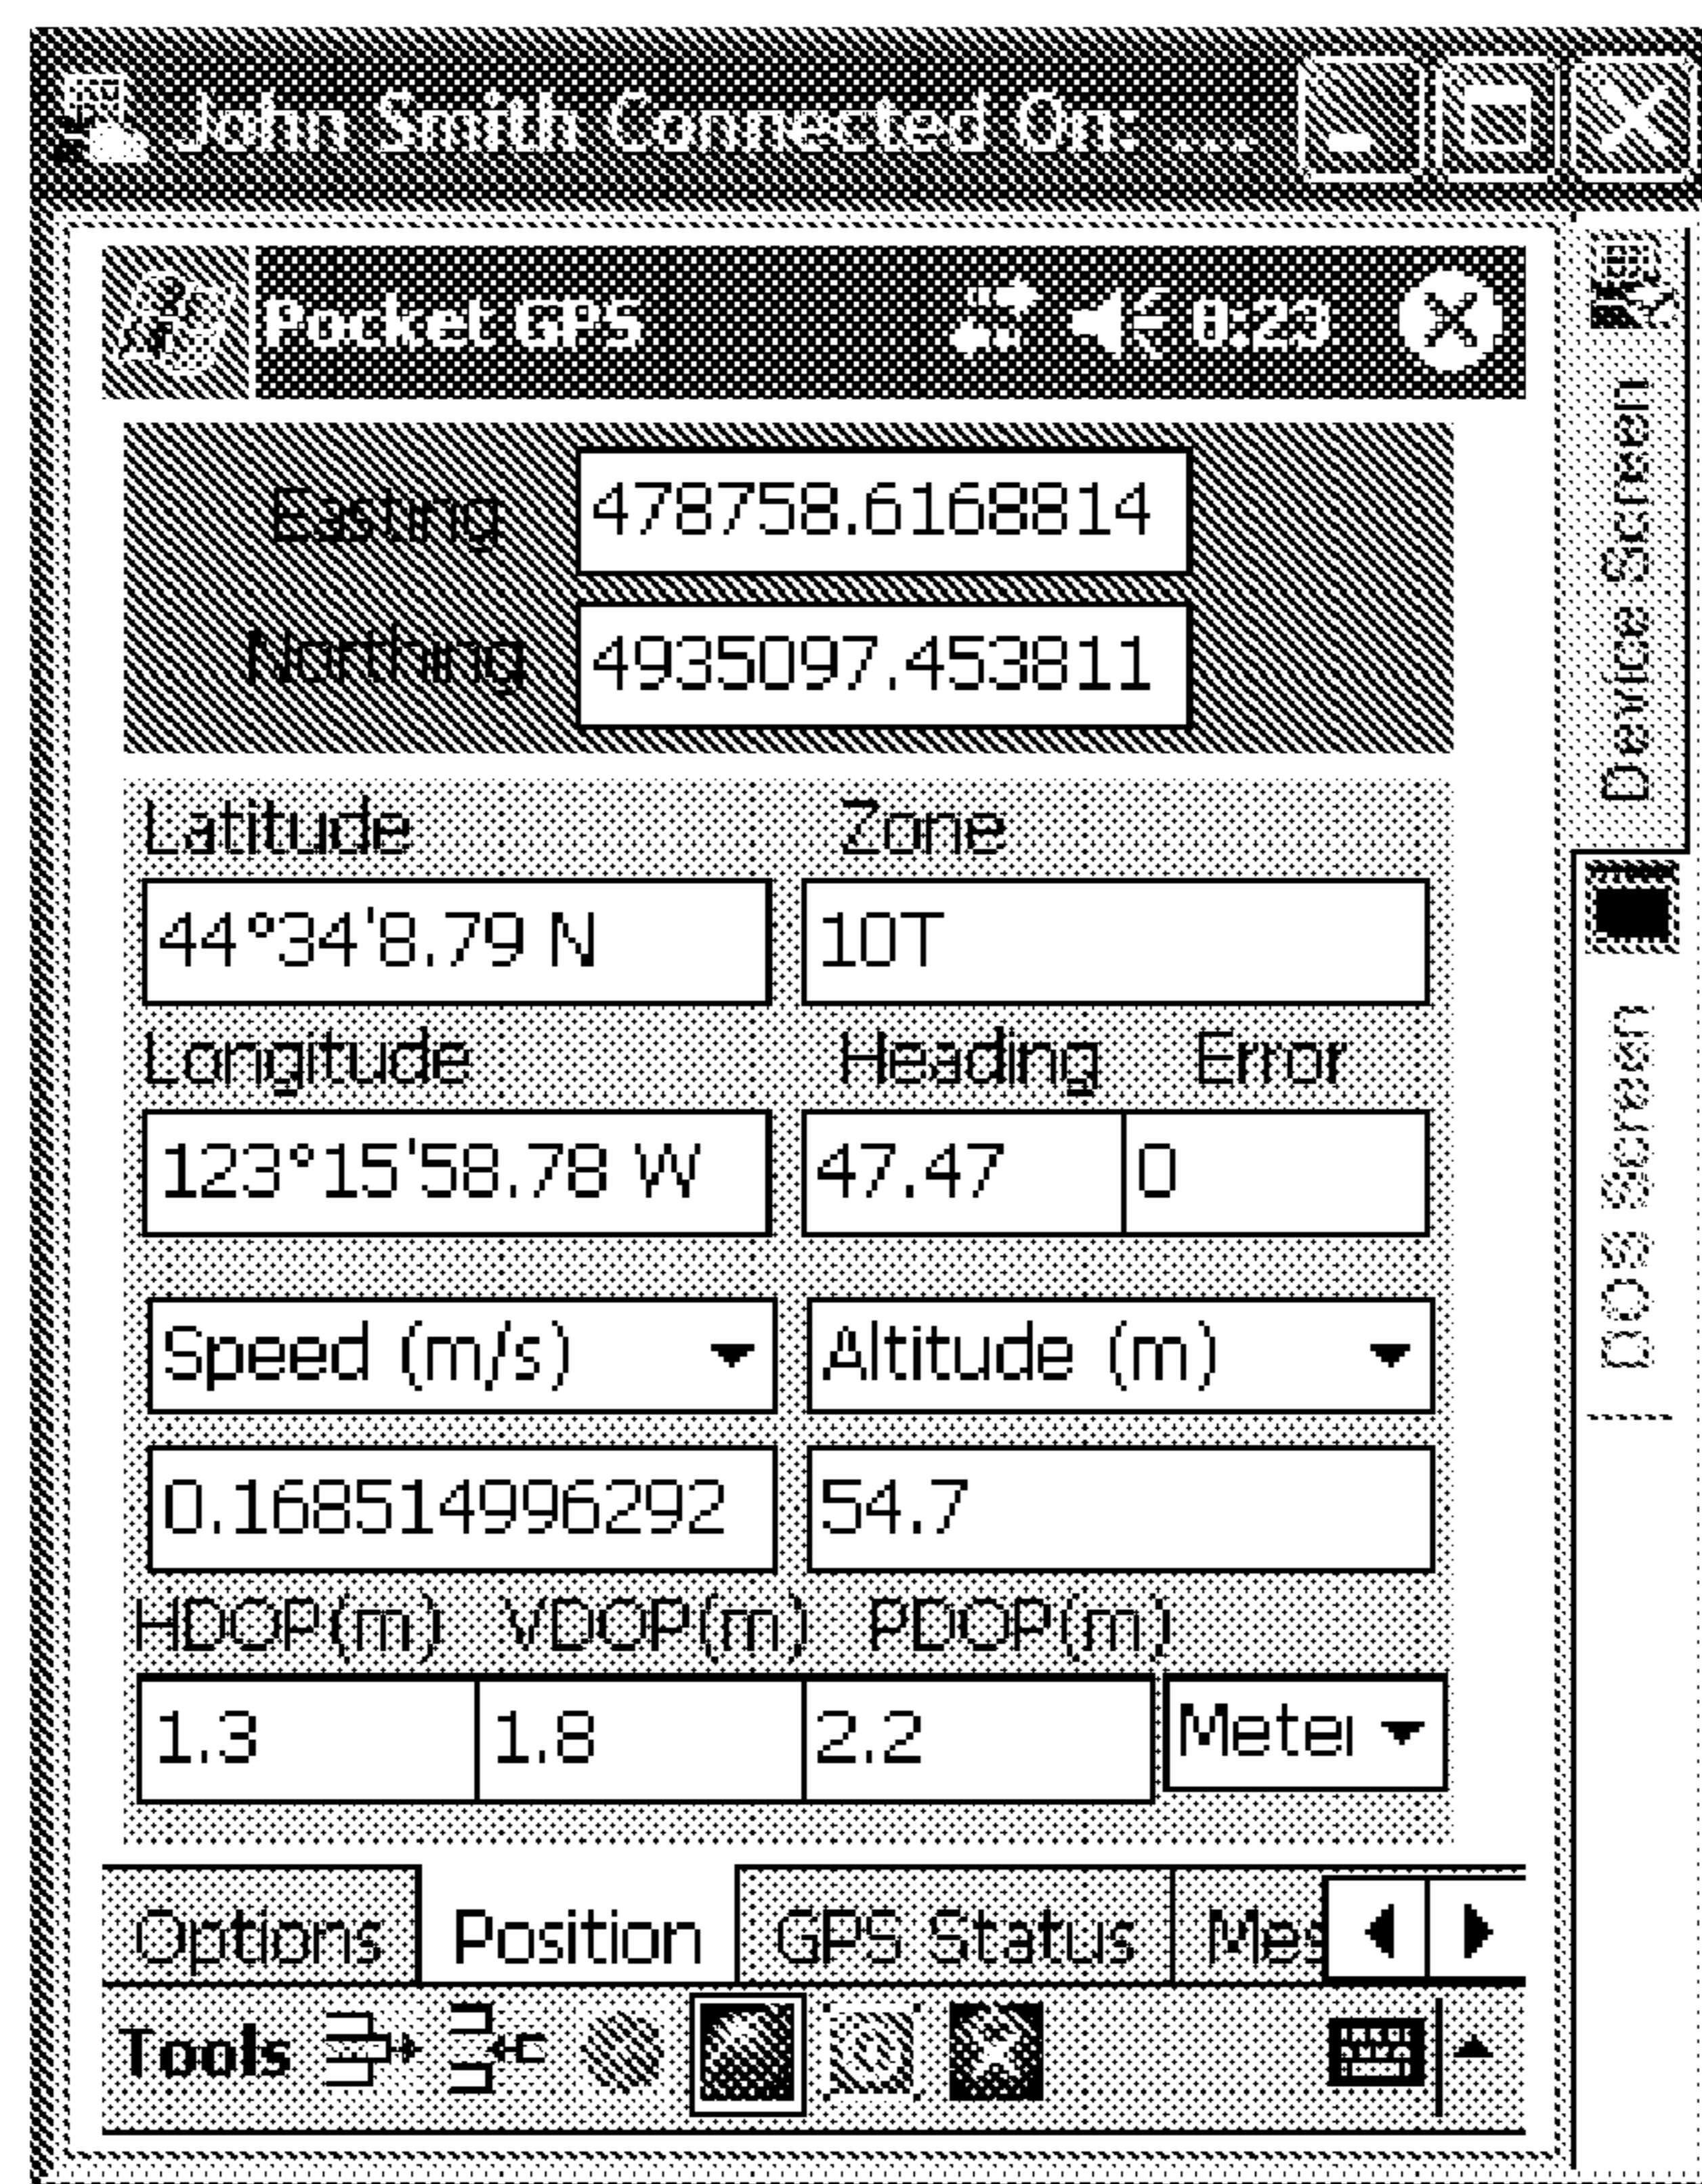 John Smith Connected On: ...
Pocket GPS 8:23
Easting 478758.6168814
Northing 4935097.453811
Latitude Zone
44°34'8.79 N 10T
Longitude Heading Error
123°15'58.78 W 47.47 0
Speed (m/s) Altitude (m)
0.168514996292 54.7
HDOP(m) VDOP(m) PDOP(m)
1.3 1.8 2.2 Meter
Options Position GPS Status Mes
Tools
Device Screen
DOS Screen